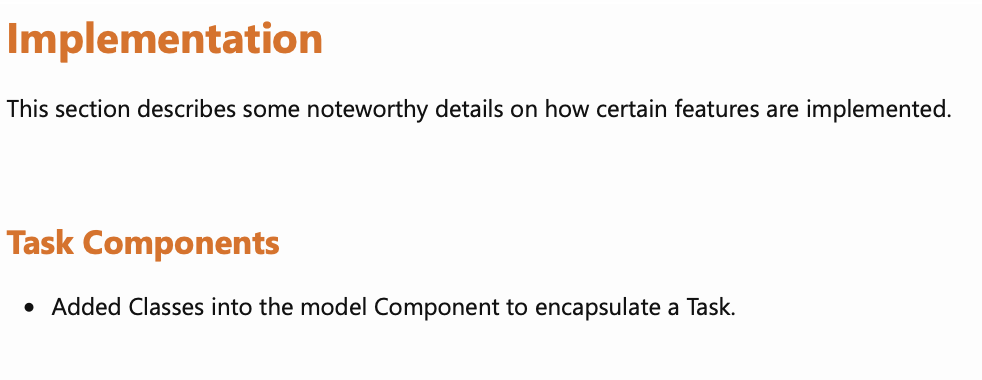 Implementation
This section describes some noteworthy details on how certain features are implemented.
Task Components
Added Classes into the model Component to encapsulate a Task.